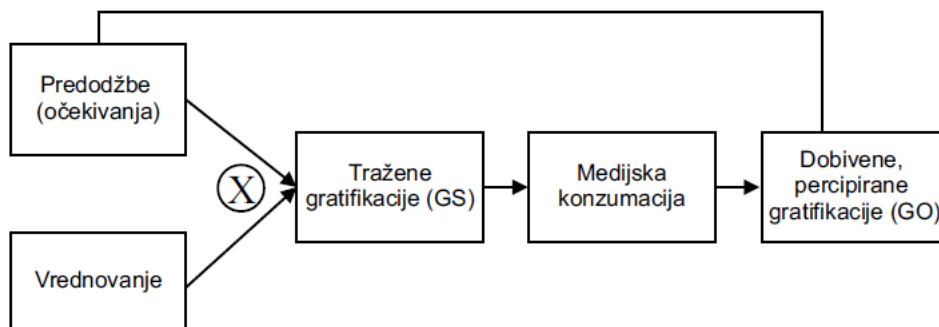 Predodžbe
(očekivanja)
X
Tražene
gratifikacije (GS)
Medijska
konzumacija
Dobivene,
percipirane
gratifikacije (GO)
Vrednovanje